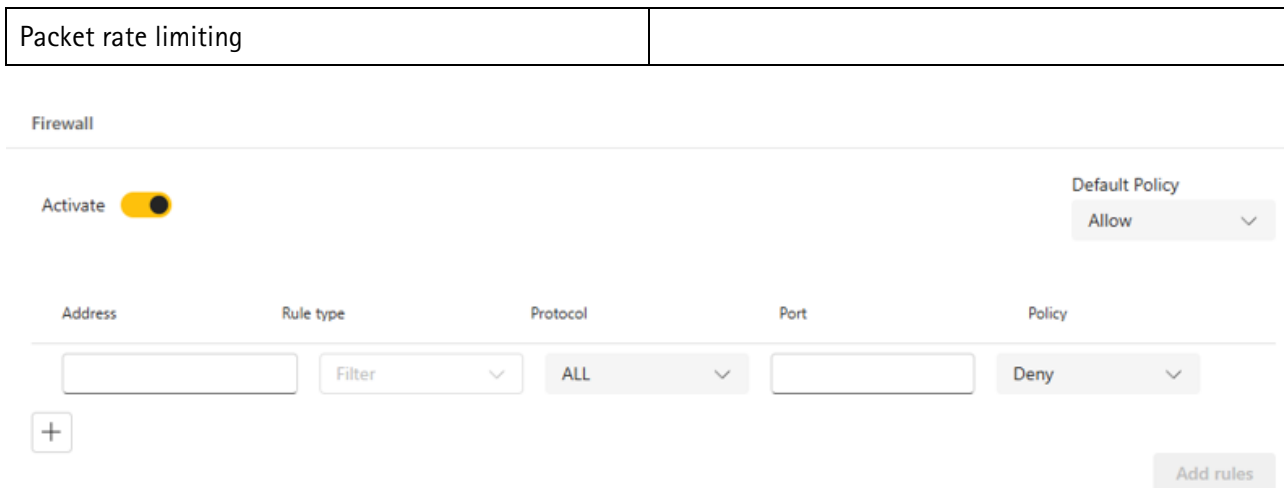 Packet rate limiting
Firewall
Activate
Default Policy
Allow
Address Rule type Protocol Port Policy
Filter ALL Deny
+
Add rules